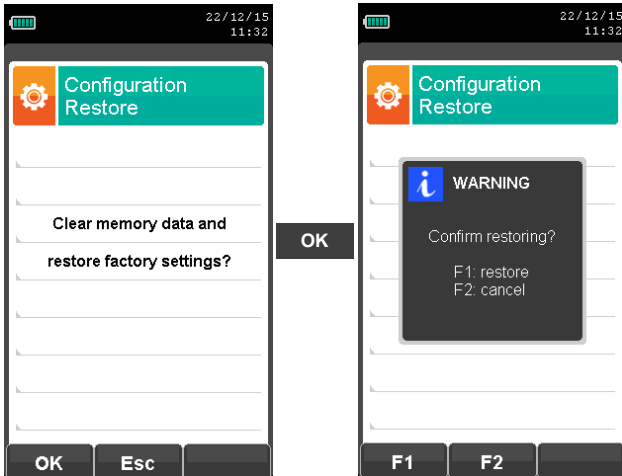 22/12/15
11:32
Configuration
Restore
Clear memory data and
restore factory settings?
OK Esc
OK
22/12/15
11:32
Configuration
Restore
WARNING
Confirm restoring?
F1: restore
F2: cancel
F1 F2